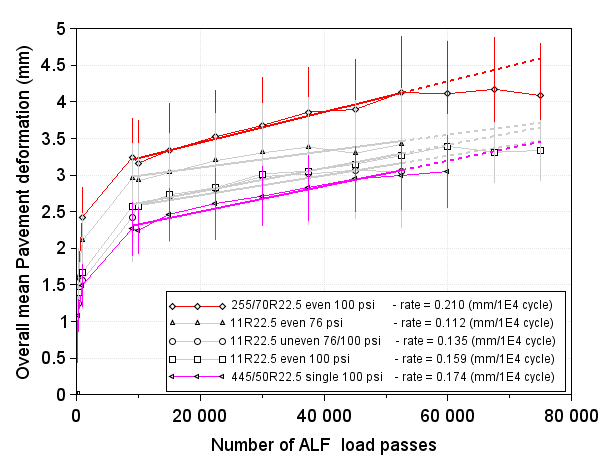 Overall mean Pavement deformation (mm)
5
4.5
4
3.5
3
2.5
2
1.5
1
0.5
0
255/70R22.5 even 100 psi - rate = 0.210 (mm/1E4 cycle)
11R22.5 even 76 psi - rate = 0.112 (mm/1E4 cycle)
11R22.5 uneven 76/100 psi - rate = 0.135 (mm/1E4 cycle)
11R22.5 even 100 psi - rate = 0.159 (mm/1E4 cycle)
445/50R22.5 single 100 psi - rate = 0.174 (mm/1E4 cycle)
0 20 000 40 000 60 000 80 000
Number of ALF load passes